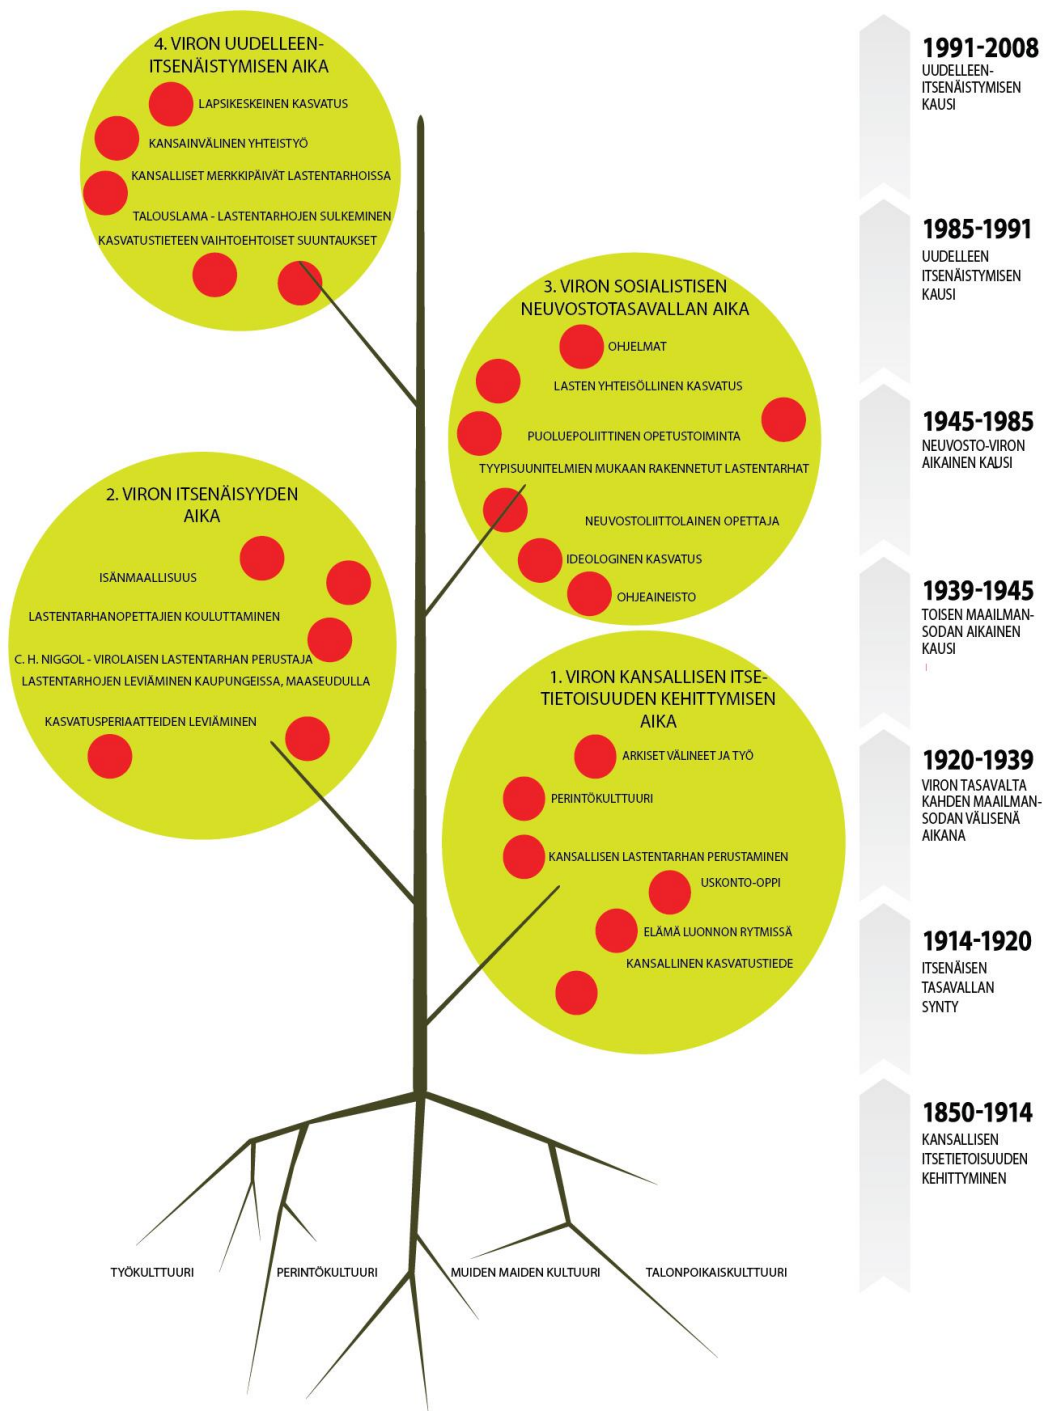 4. VIRON UUDELLEEN-
ITSENÄISTYMISEN AIKA
LAPSIKESKEINEN KASVATUS
KANSAINVÄLINEN YHTEISTYÖ
KANSALLISET MERKKIPÄIVÄT LASTENTARHOISSA
TALOUSLAMA - LASTENTARHOJEN SULKEMINEN
KASVATUSTIETEEN VAIHTOEHTOISET SUUNTAUKSET
3. VIRON SOSIALISTISEN
NEUVOSTOTASAVALLAN AIKA
OHJELMAT
LASTEN YHTEISÖLLINEN KASVATUS
PUOLUEPOLIITTINEN OPETUSTOIMINTA
TYYPISUUNITELMIEN MUKAAN RAKENNETUT LASTENTARHAT
NEUVOSTOLIITTOLAINEN OPETTAJA
IDEOLOGINEN KASVATUS
OHJEAINEISTO
2. VIRON ITSENÄISYYDEN
AIKA
ISÄNMAALLISUUS
LASTENTARHANOPETTAJIEN KOULUTTAMINEN
C. H. NIGGOL - VIROLAISEN LASTENTARHAN PERUSTAJA
LASTENTARHOJEN LEVIÄMINEN KAUPUNGEISSA, MAASEUDULLA
KASVATUSPERIAATTEIDEN LEVIÄMINEN
1. VIRON KANSALLISEN ITSE-
TIETOISUUDEN KEHITTYMISEN
AIKA
ARKISET VÄLINEET JA TYÖ
PERINTÖKULTTUURI
KANSALLISEN LASTENTARHAN PERUSTAMINEN
USKONTO-OPPI
ELÄMÄ LUONNON RYTMISSÄ
KANSALLINEN KASVATUSTIEDE
TYÖKULTTUURI
PERINTÖKULTUURI
MUIDEN MAIDEN KULTUURI
TALONPOIKAISKULTTUURI
1991-2008
UUDELLEEN-
ITSENÄISTYMISEN
KAUSI
1985-1991
UUDELLEEN
ITSENÄISTYMISEN
KAUSI
1945-1985
NEUVOSTO-VIRON
AIKAINEN KAUSI
1939-1945
TOISEN MAAILMAN-
SODAN AIKAINEN
KAUSI
1920-1939
VIRON TASAVALTA
KAHDEN MAAILMAN-
SODAN VÄLISENÄ
AIKANA
1914-1920
ITSENÄISEN
TASAVALLAN
SYNTY
1850-1914
KANSALLISEN
ITSETIETOISUUDEN
KEHITTYMINEN